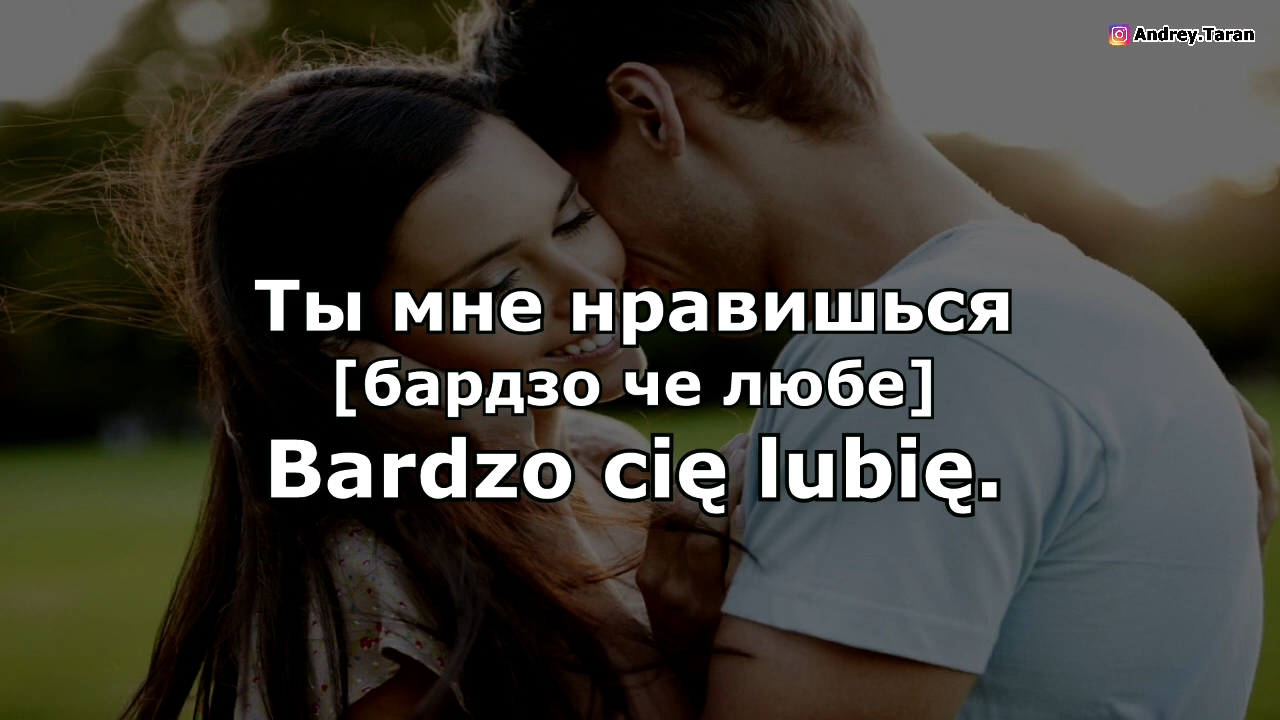 Andrey.Taran
Ты мне нравишься
[бардзо че любе]
Bardzo cię lubię.